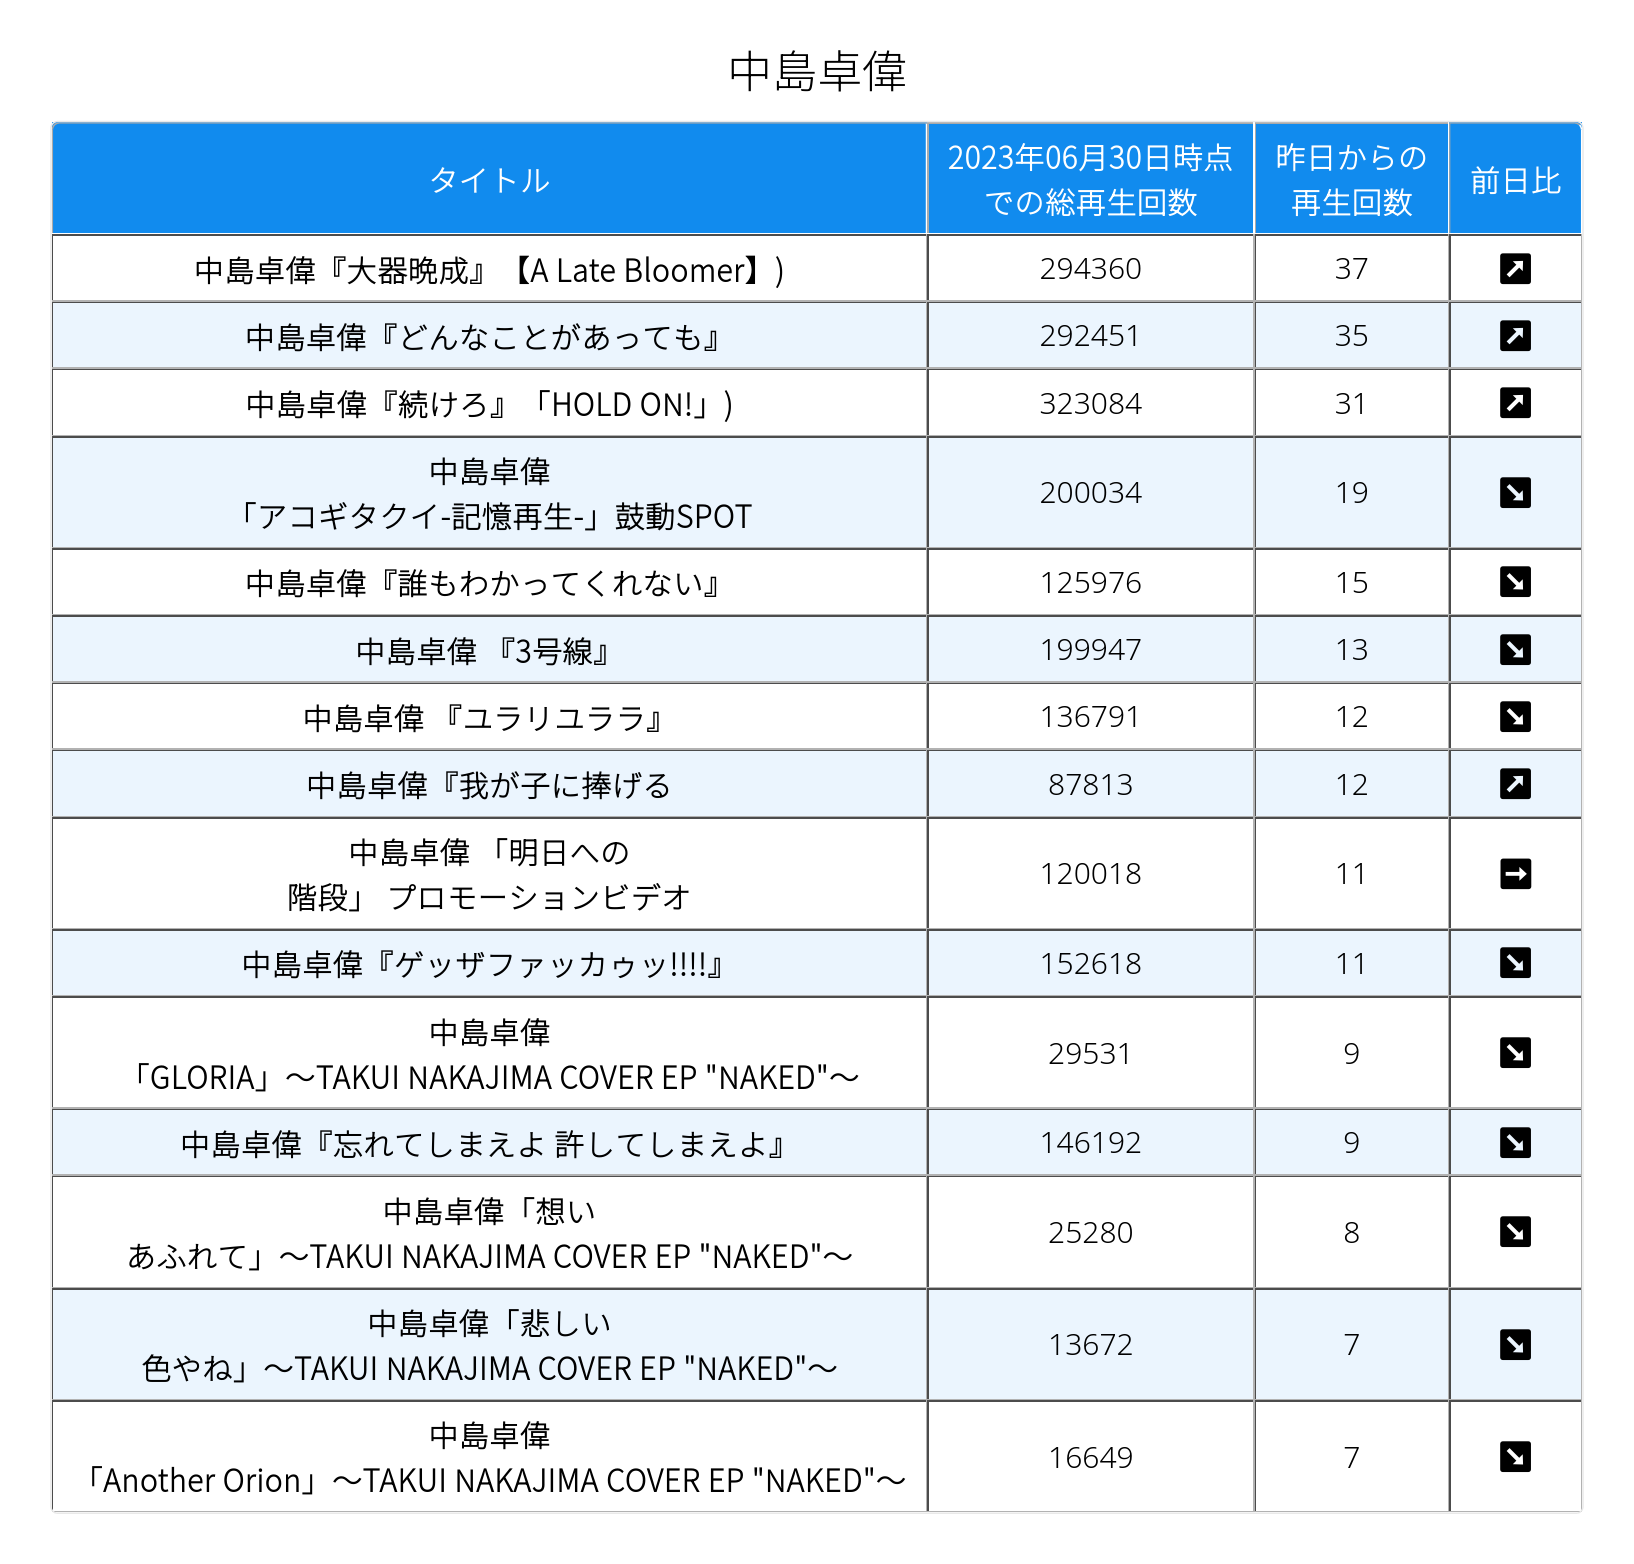 中島卓偉
タイトル
2023年06月30日時点
での総再生回数
昨日からの
再生回数
前日比
中島卓偉『大器晩成』【A Late Bloomer】)
294360
37
中島卓偉『どんなことがあっても』
292451
35
中島卓偉『続けろ』「HOLD ON!」)
323084
31
中島卓偉
「アコギタクイ-記憶再生-」鼓動SPOT
200034
19
中島卓偉『誰もわかってくれない』
125976
15
中島卓偉 『3号線』
199947
13
中島卓偉 『ユラリユララ』
136791
12
中島卓偉『我が子に捧げる
87813
12
中島卓偉 「明日への
階段」 プロモーションビデオ
120018
11
中島卓偉『ゲッザファッカゥッ!!!!』
152618
11
中島卓偉
「GLORIA」～TAKUI NAKAJIMA COVER EP "NAKED"～
29531
9
中島卓偉『忘れてしまえよ 許してしまえよ』
146192
9
中島卓偉「想い
あふれて」～TAKUI NAKAJIMA COVER EP "NAKED"～
25280
8
中島卓偉「悲しい
色やね」～TAKUI NAKAJIMA COVER EP "NAKED"～
13672
7
中島卓偉
「Another Orion」～TAKUI NAKAJIMA COVER EP "NAKED"～
16649
7